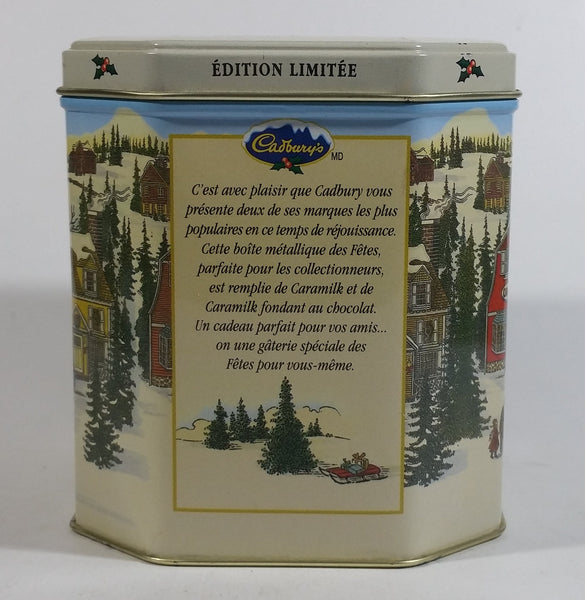 ÉDITION LIMITÉE
Cadbury's MD
C'est avec plaisir que Cadbury vous
présente deux de ses marques les plus
populaires en ce temps de réjouissance.
Cette boîte métallique des Fêtes,
parfaite pour les collectionneurs,
est remplie de Caramilk et de
Caramilk fondant au chocolat.
Un cadeau parfait pour vos amis...
on une gâterie spéciale des
Fêtes pour vous-même.